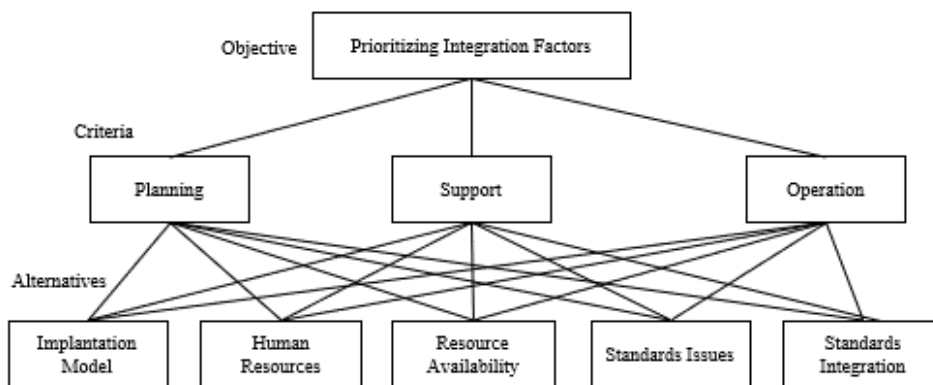 Objective
Prioritizing Integration Factors
Criteria
Planning
Support
Operation
Alternatives
Implantation
Model
Human
Resources
Resource
Availability
Standards Issues
Standards
Integration